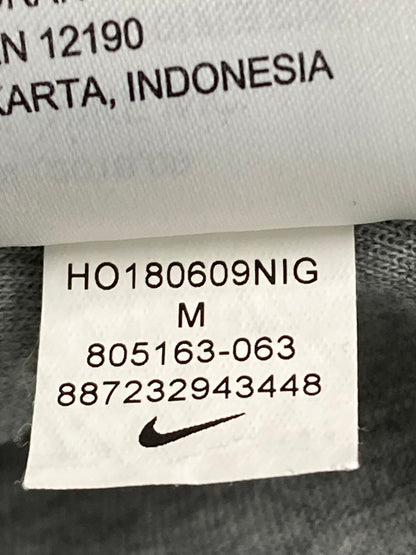 N 12190
KARTA, INDONESIA
HO180609NIG
M
805163-063
887232943448